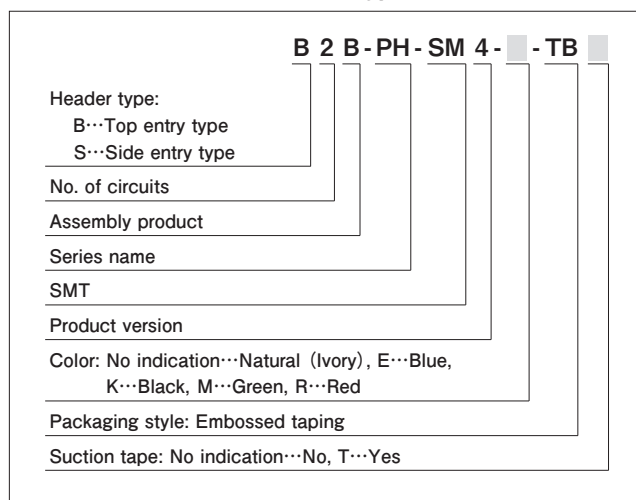 B 2 B - PH - SM 4 - - TB
Header type:
B…Top entry type
S…Side entry type
No. of circuits
Assembly product
Series name
SMT
Product version
Color: No indication…Natural (Ivory), E…Blue,
K…Black, M…Green, R…Red
Packaging style: Embossed taping
Suction tape: No indication…No, T…Yes